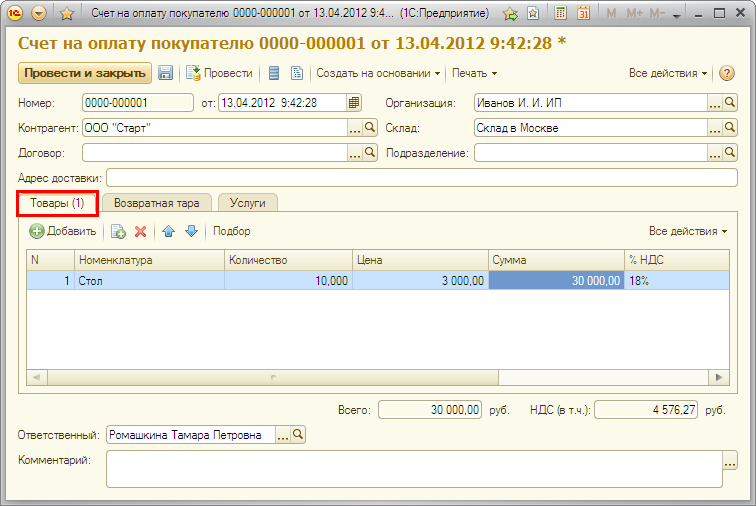 Счет на оплату покупателю 0000-000001 от 13.04.2012 9:4... (1С:Предприятие) M M+ M-
Счет на оплату покупателю 0000-000001 от 13.04.2012 9:42:28 *
Провести и закрыть Провести Создать на основании Печать Все действия ?
Номер: 0000-000001 от: 13.04.2012 9:42:28 Организация: Иванов И. И. ИП ...
Контрагент: ООО "Старт" ... Склад: Склад в Москве ...
Договор: ... Подразделение: ...
Адрес доставки:
Товары (1) Возвратная тара Услуги
Добавить Подбор Все действия
N Номенклатура Количество Цена Сумма % НДС
1 Стол 10,000 3 000,00 30 000,00 18%
Всего: 30 000,00 руб. НДС (в т.ч.): 4 576,27 руб.
Ответственный: Ромашкина Тамара Петровна ...
Комментарий: ...